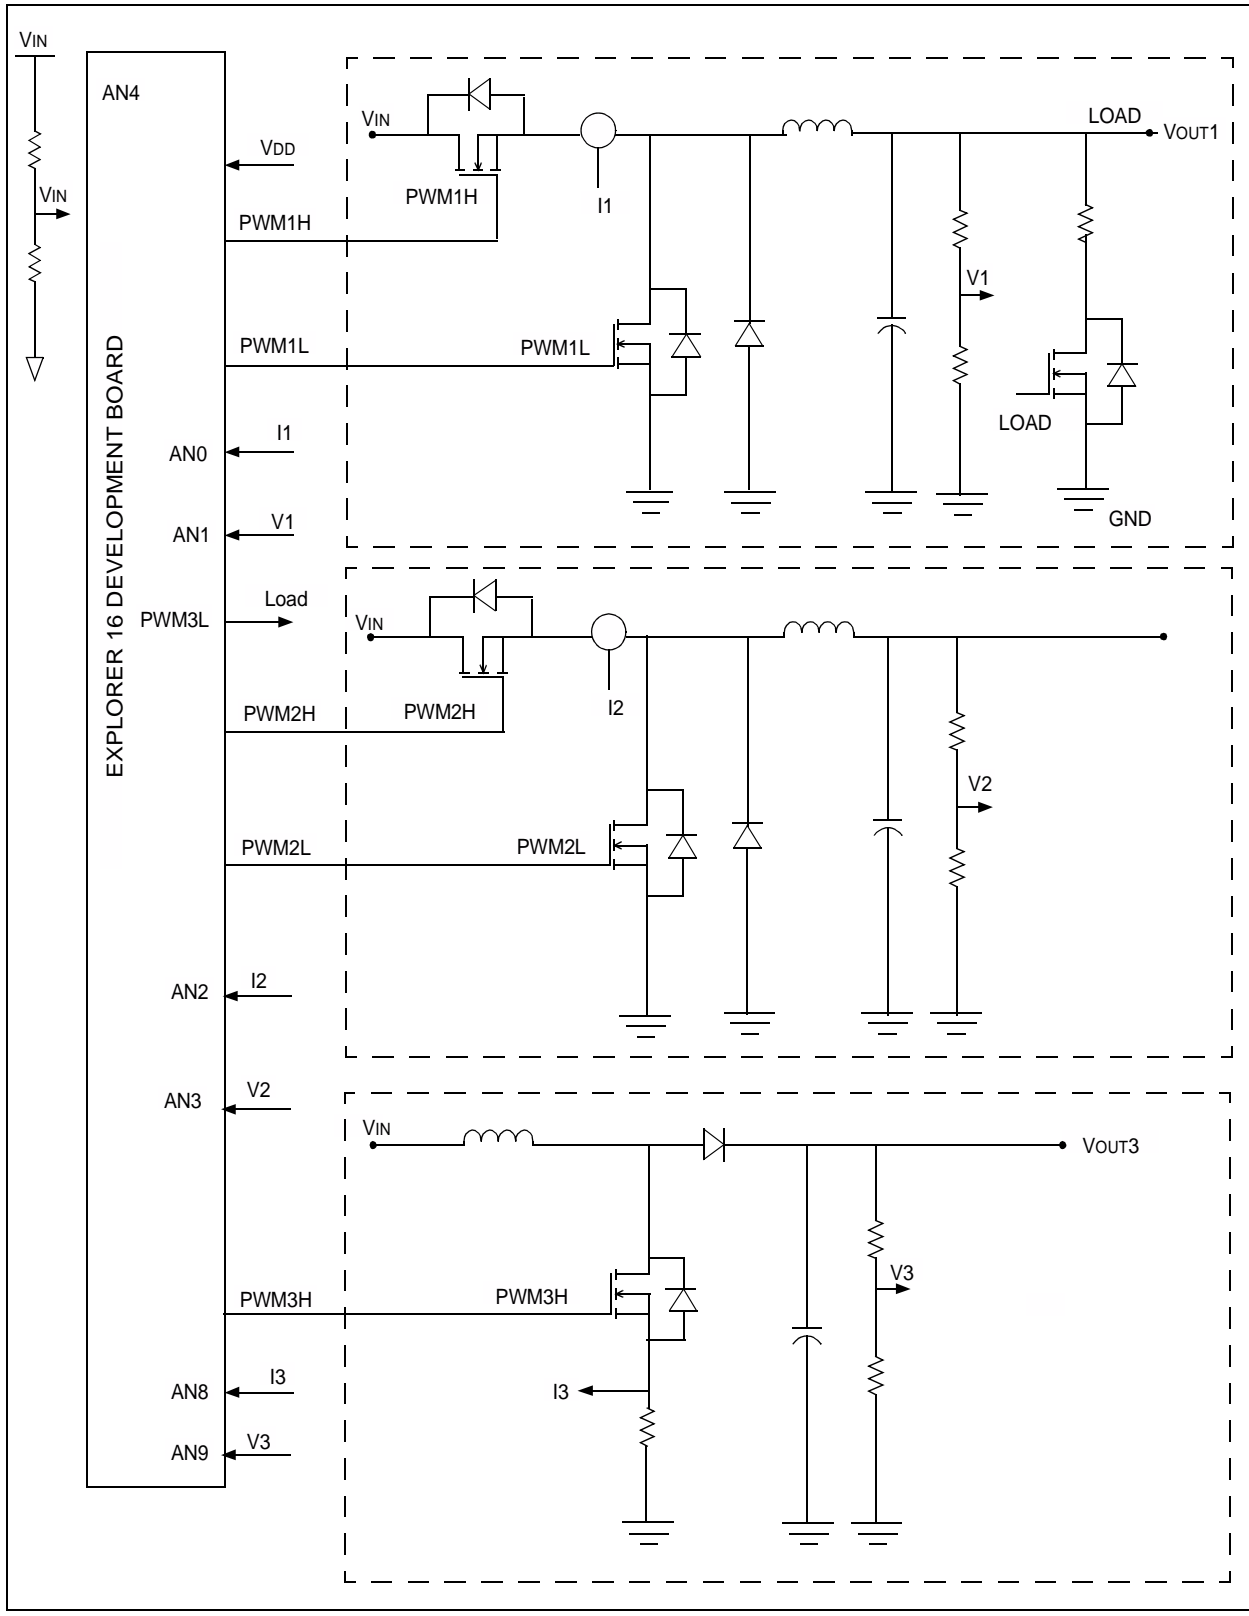 VIN
AN4
VIN
LOAD
VOUT1
VDD
PWM1H
I1
VIN
PWM1H
V1
PWM1L
PWM1L
EXPLORER 16 DEVELOPMENT BOARD
LOAD
I1
AN0
GND
V1
AN1
Load
PWM3L
VIN
PWM2H
PWM2H
I2
V2
PWM2L
PWM2L
I2
AN2
V2
AN3
VIN
VOUT3
V3
PWM3H
PWM3H
I3
AN8
I3
V3
AN9